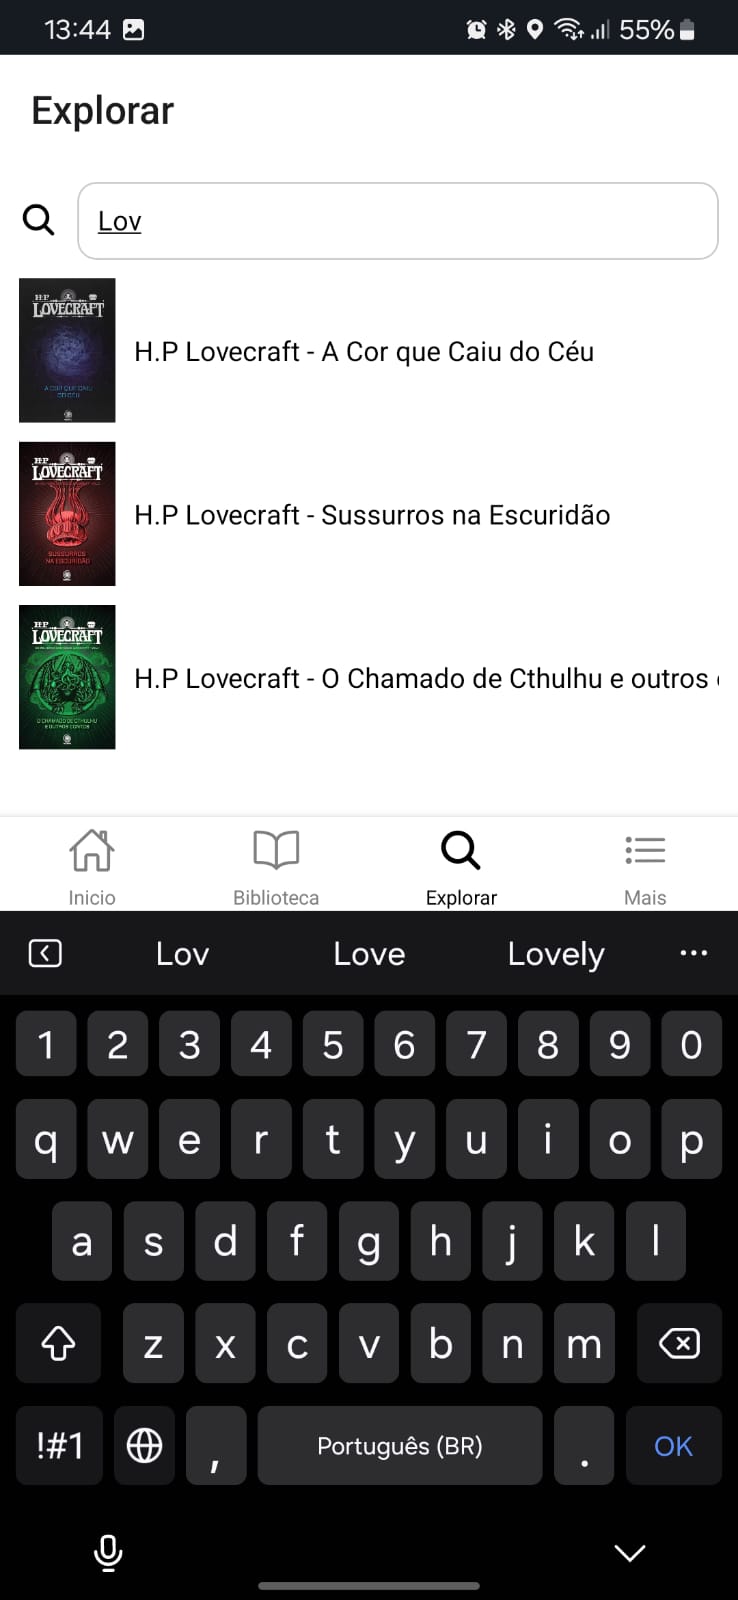 13:44 55%
Explorar
Lov
H.P
LOVECRAFT
A COR QUE CAIU
DO CÉU
H.P Lovecraft - A Cor que Caiu do Céu
H.P
LOVECRAFT
SUSSURROS
NA ESCURIDÃO
H.P Lovecraft - Sussurros na Escuridão
H.P
LOVECRAFT
O CHAMADO DE CTHULHU
E OUTROS CONTOS
H.P Lovecraft - O Chamado de Cthulhu e outros
Inicio Biblioteca Explorar Mais
Lov Love Lovely ...
1 2 3 4 5 6 7 8 9 0
q w e r t y u i o p
a s d f g h j k l
z x c v b n m
!#1 , Português (BR) . OK